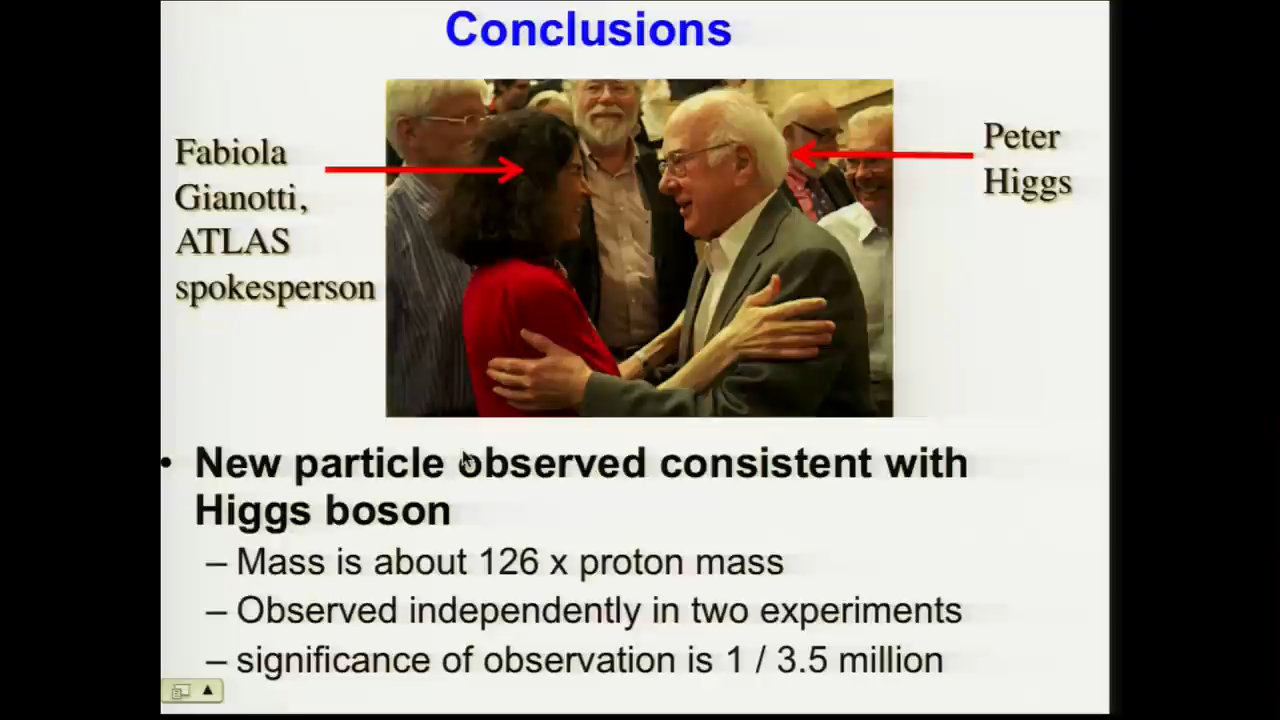 Conclusions
Fabiola
Gianotti,
ATLAS
spokesperson
Peter
Higgs
• New particle observed consistent with
Higgs boson
– Mass is about 126 x proton mass
– Observed independently in two experiments
– significance of observation is 1 / 3.5 million